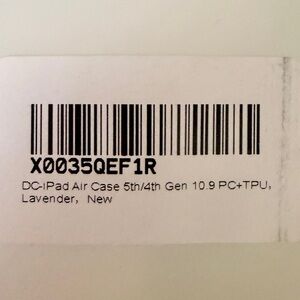 X0035QEF1R
DC-iPad Air Case 5th/4th Gen 10.9 PC+TPU,
Lavender, New